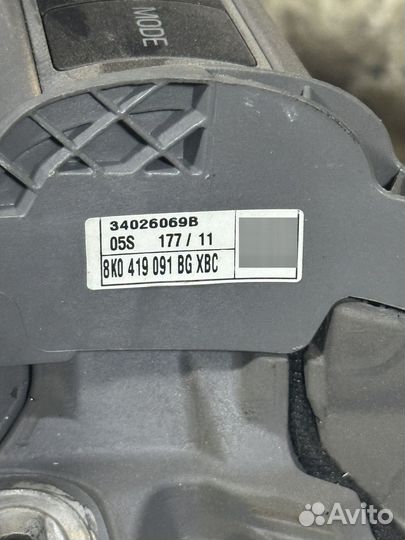 MODE
34026069B
05S 177 / 11
8K0 419 091 BG XBC
Avito